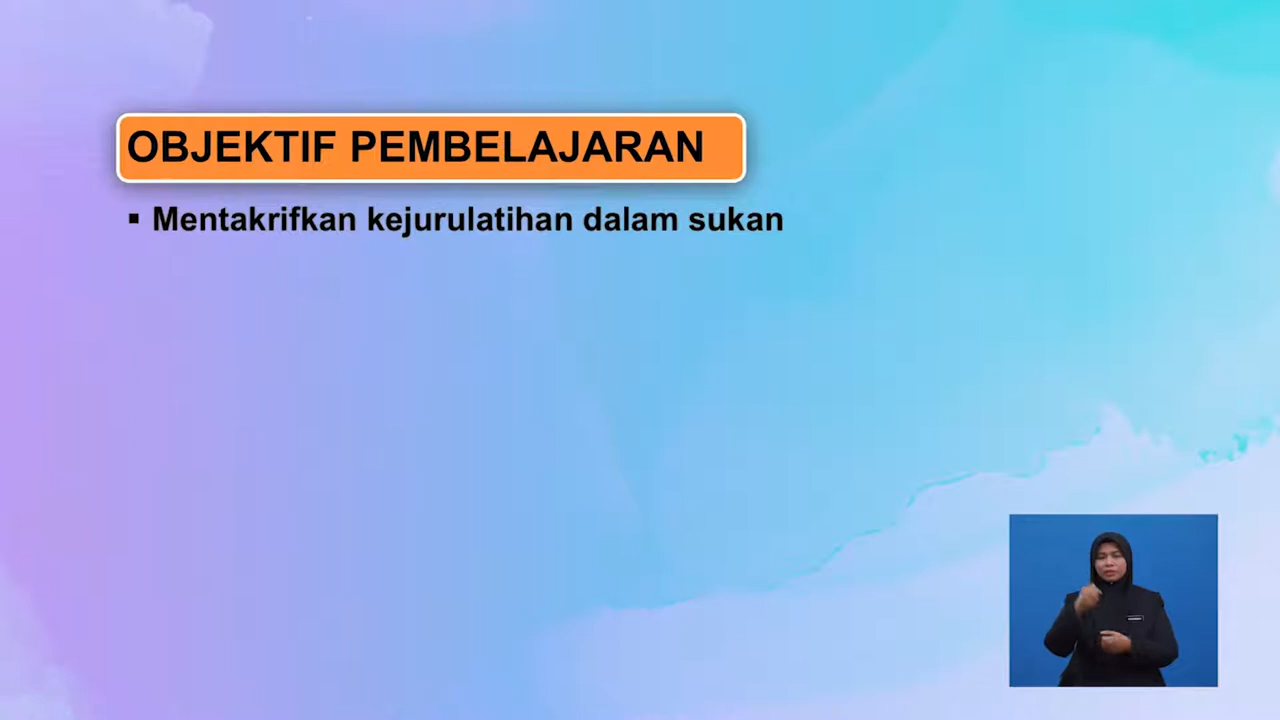 OBJEKTIF PEMBELAJARAN
▪ Mentakrifkan kejurulatihan dalam sukan